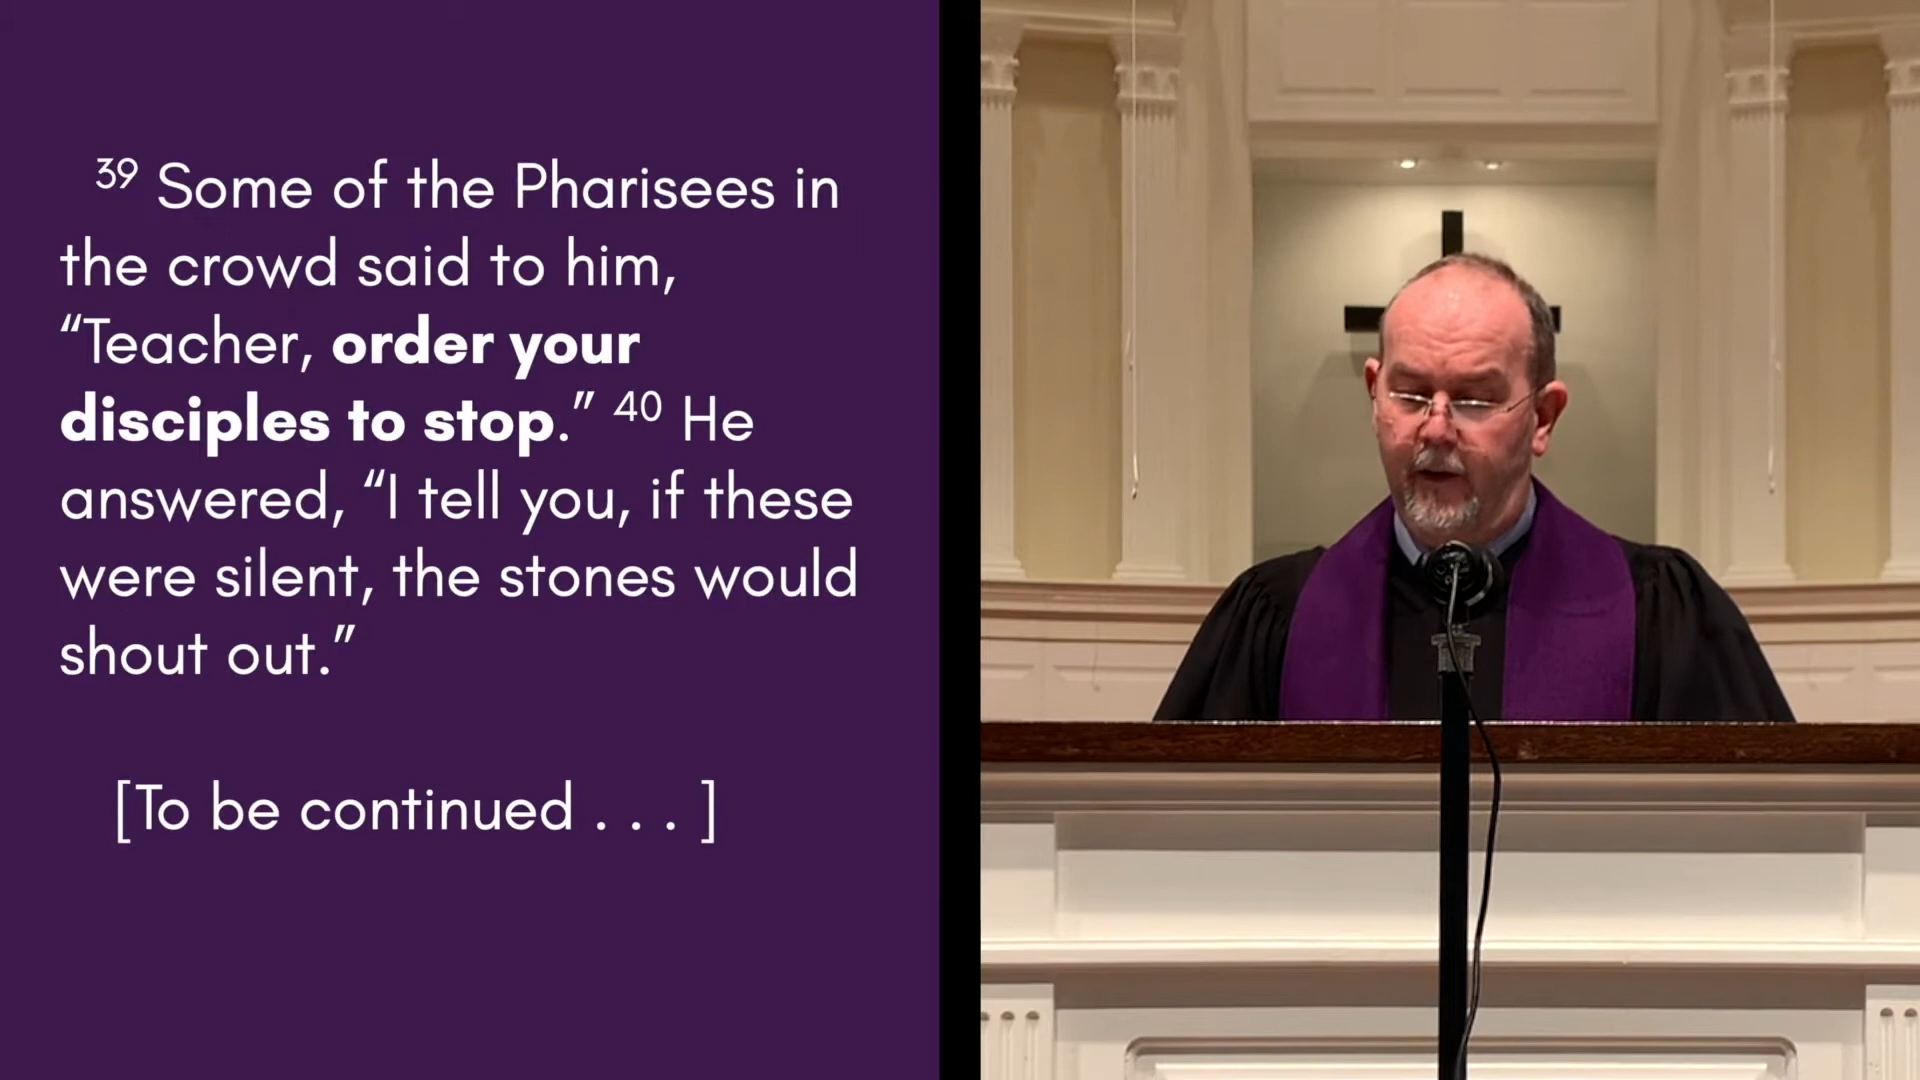 39 Some of the Pharisees in
the crowd said to him,
“Teacher, order your
disciples to stop.” 40 He
answered, “I tell you, if these
were silent, the stones would
shout out.”
[To be continued . . . ]